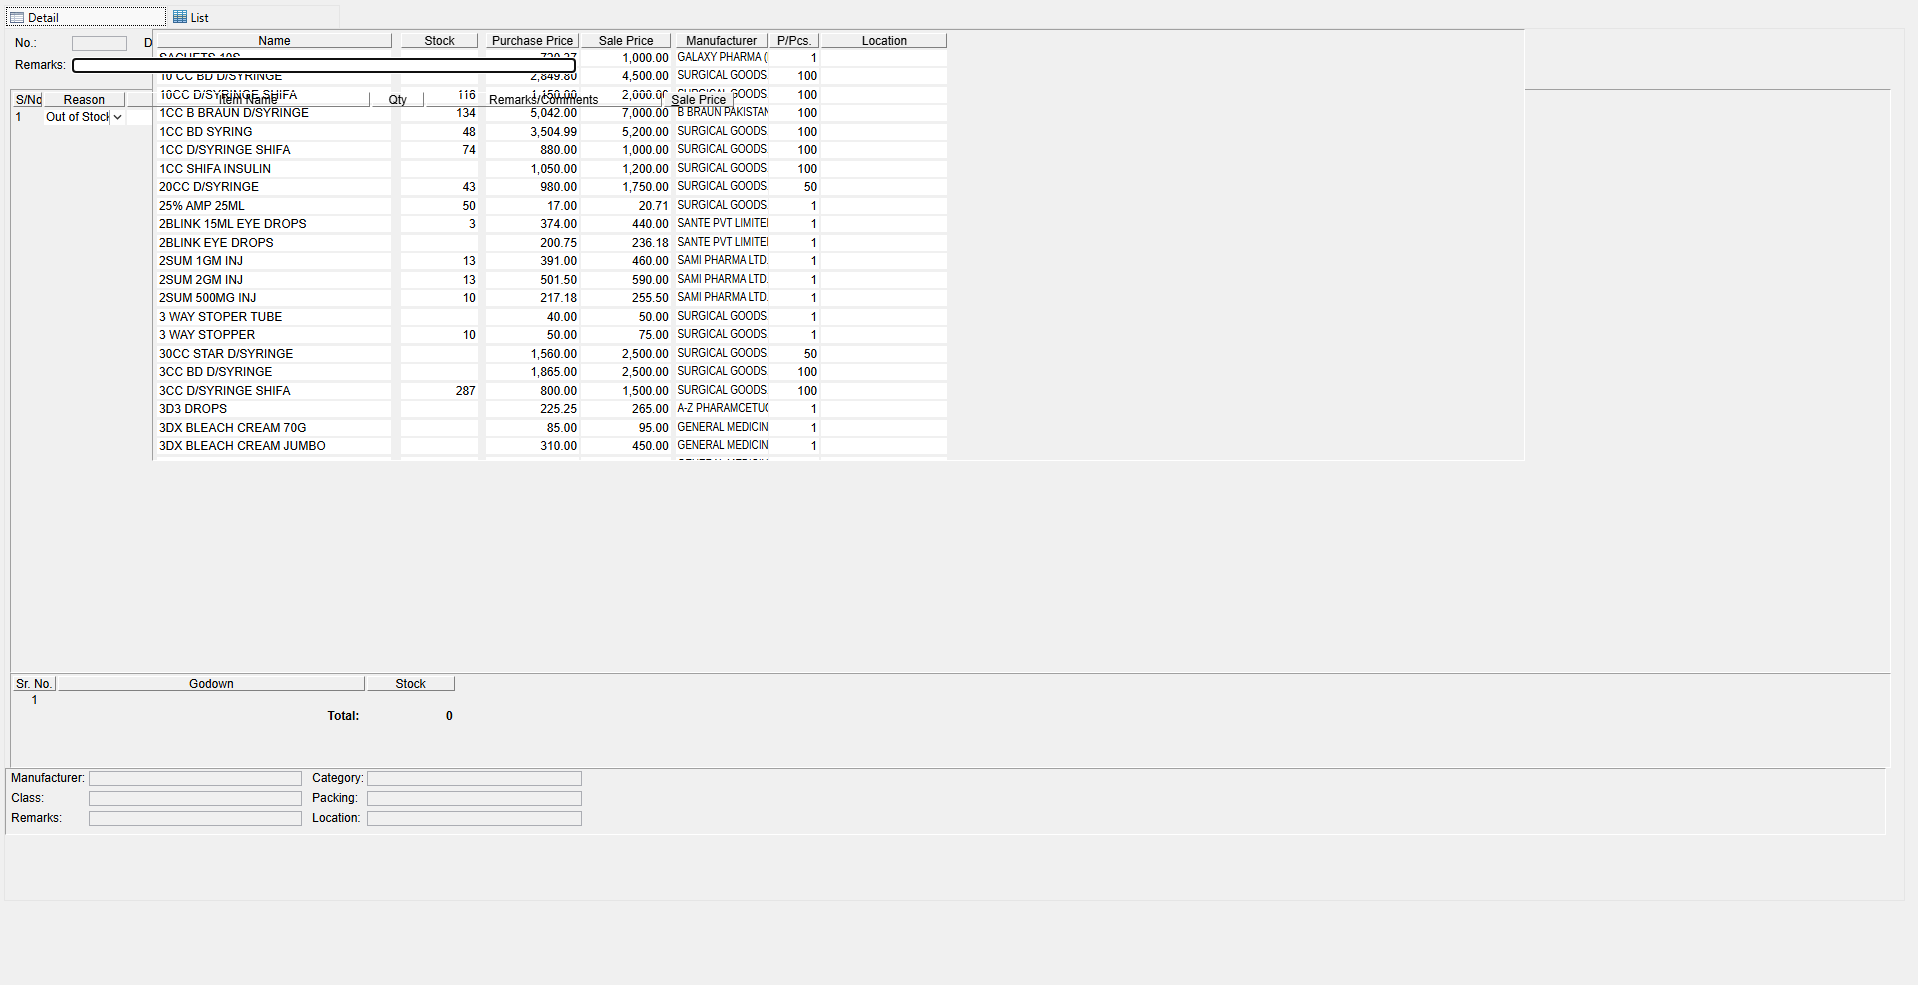 Detail List
No.: D
Remarks:
Name Stock Purchase Price Sale Price Manufacturer P/Pcs. Location
SACHETS 10S 720.37 1,000.00 GALAXY PHARMA ( 1
10 CC BD D/SYRINGE 2,849.80 4,500.00 SURGICAL GOODS 100
10CC D/SYRINGE SHIFA 116 1,150.00 2,000.00 SURGICAL GOODS 100
S/No Reason Item Name Qty Remarks/Comments Sale Price
1 Out of Stock
1CC B BRAUN D/SYRINGE 134 5,042.00 7,000.00 B BRAUN PAKISTAN 100
1CC BD SYRING 48 3,504.99 5,200.00 SURGICAL GOODS 100
1CC D/SYRINGE SHIFA 74 880.00 1,000.00 SURGICAL GOODS 100
1CC SHIFA INSULIN 1,050.00 1,200.00 SURGICAL GOODS 100
20CC D/SYRINGE 43 980.00 1,750.00 SURGICAL GOODS 50
25% AMP 25ML 50 17.00 20.71 SURGICAL GOODS 1
2BLINK 15ML EYE DROPS 3 374.00 440.00 SANTE PVT LIMITE 1
2BLINK EYE DROPS 200.75 236.18 SANTE PVT LIMITE 1
2SUM 1GM INJ 13 391.00 460.00 SAMI PHARMA LTD. 1
2SUM 2GM INJ 13 501.50 590.00 SAMI PHARMA LTD. 1
2SUM 500MG INJ 10 217.18 255.50 SAMI PHARMA LTD. 1
3 WAY STOPER TUBE 40.00 50.00 SURGICAL GOODS 1
3 WAY STOPPER 10 50.00 75.00 SURGICAL GOODS 1
30CC STAR D/SYRINGE 1,560.00 2,500.00 SURGICAL GOODS 50
3CC BD D/SYRINGE 1,865.00 2,500.00 SURGICAL GOODS 100
3CC D/SYRINGE SHIFA 287 800.00 1,500.00 SURGICAL GOODS 100
3D3 DROPS 225.25 265.00 A-Z PHARAMCETUC 1
3DX BLEACH CREAM 70G 85.00 95.00 GENERAL MEDICIN 1
3DX BLEACH CREAM JUMBO 310.00 450.00 GENERAL MEDICIN 1
Sr. No. Godown Stock
1
Total: 0
Manufacturer: Category:
Class: Packing:
Remarks: Location: